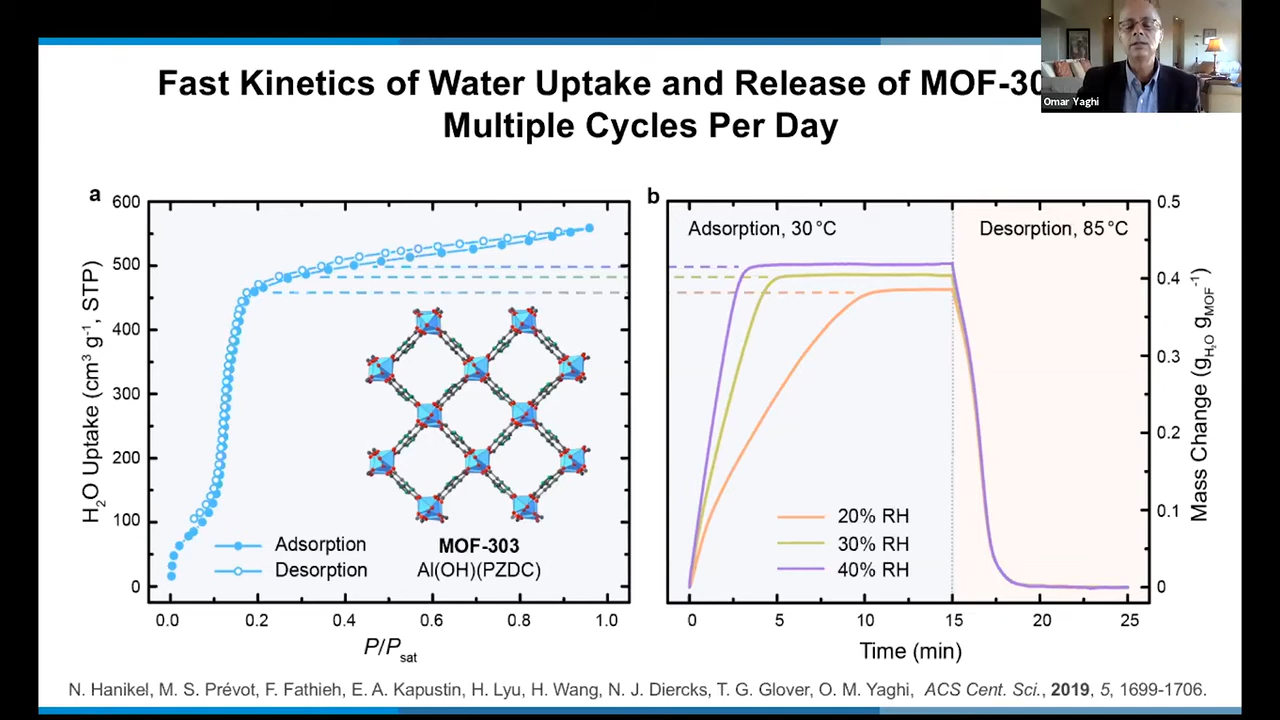 Fast Kinetics of Water Uptake and Release of MOF-30
Multiple Cycles Per Day
Omar Yaghi
a
600
500
400
300
200
100
0
H₂O Uptake (cm³ g⁻¹, STP)
Adsorption
Desorption
MOF-303
Al(OH)(PZDC)
0.0 0.2 0.4 0.6 0.8 1.0
P/Psat
b
Adsorption, 30 °C
Desorption, 85 °C
20% RH
30% RH
40% RH
0.5
0.4
0.3
0.2
0.1
0
Mass Change (gH₂O gMOF⁻¹)
0 5 10 15 20 25
Time (min)
N. Hanikel, M. S. Prévot, F. Fathieh, E. A. Kapustin, H. Lyu, H. Wang, N. J. Diercks, T. G. Glover, O. M. Yaghi, ACS Cent. Sci., 2019, 5, 1699-1706.